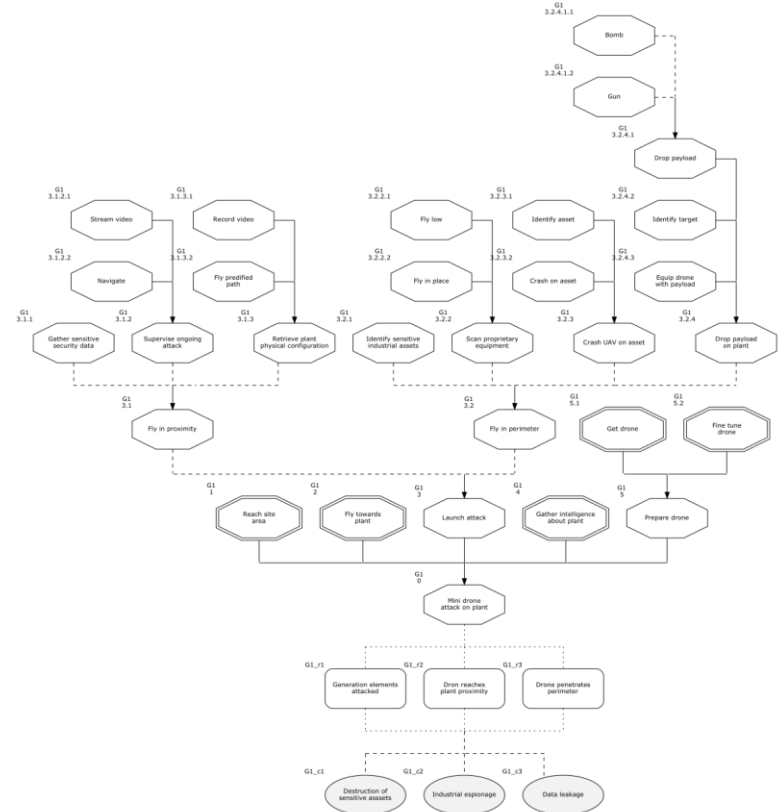 G1
3.2.4.1.1
Bomb
G1
3.2.4.1.2
Gun
G1
3.2.4.1
Drop payload
G1
3.1.2.1
Stream video
G1
3.1.3.1
Record video
G1
3.2.2.1
Fly low
G1
3.2.3.1
Identify asset
G1
3.2.4.2
Identify target
G1
3.1.2.2
Navigate
G1
3.1.3.2
Fly predified
path
G1
3.2.2.2
Fly in place
G1
3.2.3.2
Crash on asset
G1
3.2.4.3
Equip drone
with payload
G1
3.1.1
Gather sensitive
security data
G1
3.1.2
Supervise ongoing
attack
G1
3.1.3
Retrieve plant
physical configuration
G1
3.2.1
Identify sensitive
industrial assets
G1
3.2.2
Scan proprietary
equipment
G1
3.2.3
Crash UAV on asset
G1
3.2.4
Drop payload
on plant
G1
3.1
Fly in proximity
G1
3.2
Fly in perimeter
G1
5.1
Get drone
G1
5.2
Fine tune
drone
G1
1
Reach site
area
G1
2
Fly towards
plant
G1
3
Launch attack
G1
4
Gather intelligence
about plant
G1
5
Prepare drone
G1
0
Mini drone
attack on plant
G1_r1
Generation elements
attacked
G1_r2
Dron reaches
plant proximity
G1_r3
Drone penetrates
perimeter
G1_c1
Destruction of
sensitive asssets
G1_c2
Industrial espionage
G1_c3
Data leakage